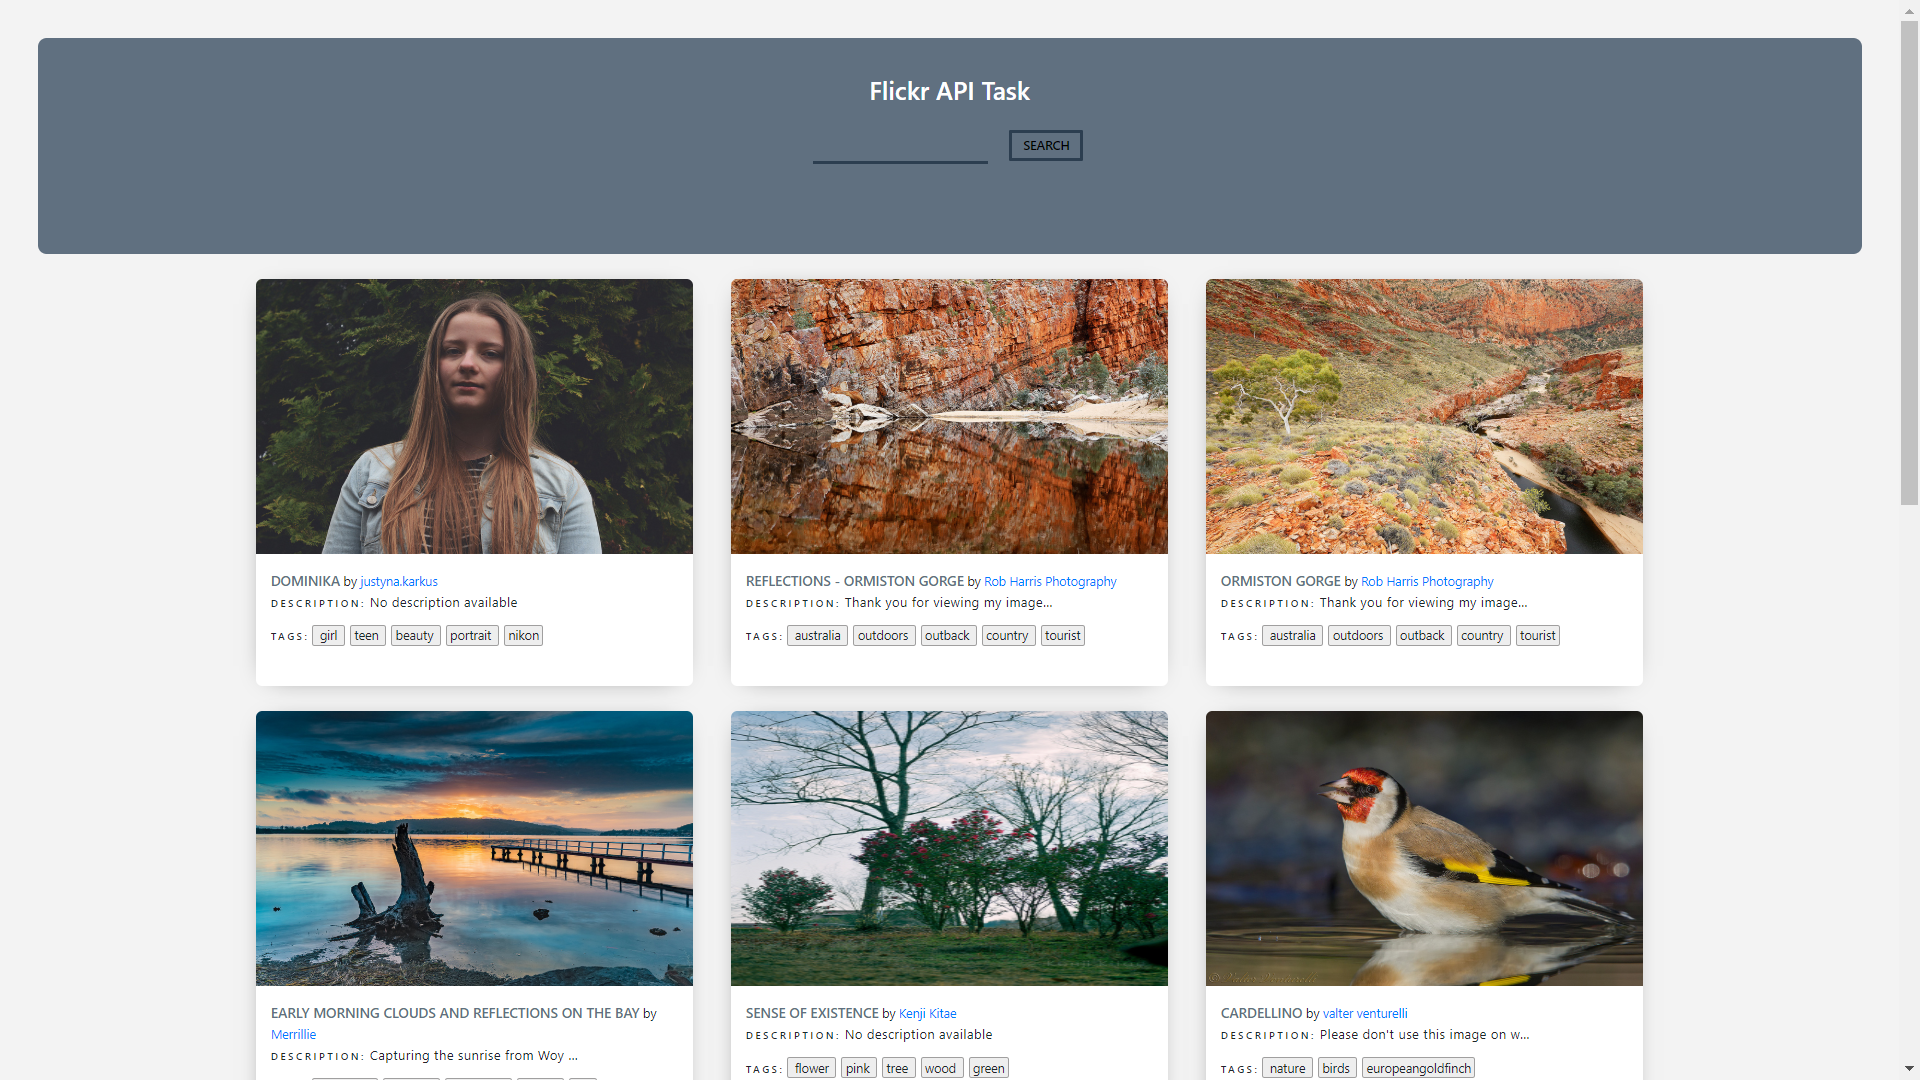 Flickr API Task
SEARCH
DOMINIKA by justyna.karkus
DESCRIPTION: No description available
TAGS: girl teen beauty portrait nikon
REFLECTIONS - ORMISTON GORGE by Rob Harris Photography
DESCRIPTION: Thank you for viewing my image...
TAGS: australia outdoors outback country tourist
ORMISTON GORGE by Rob Harris Photography
DESCRIPTION: Thank you for viewing my image...
TAGS: australia outdoors outback country tourist
EARLY MORNING CLOUDS AND REFLECTIONS ON THE BAY by
Merrillie
DESCRIPTION: Capturing the sunrise from Woy ...
SENSE OF EXISTENCE by Kenji Kitae
DESCRIPTION: No description available
TAGS: flower pink tree wood green
CARDELLINO by valter venturelli
DESCRIPTION: Please don't use this image on w...
TAGS: nature birds europeangoldfinch